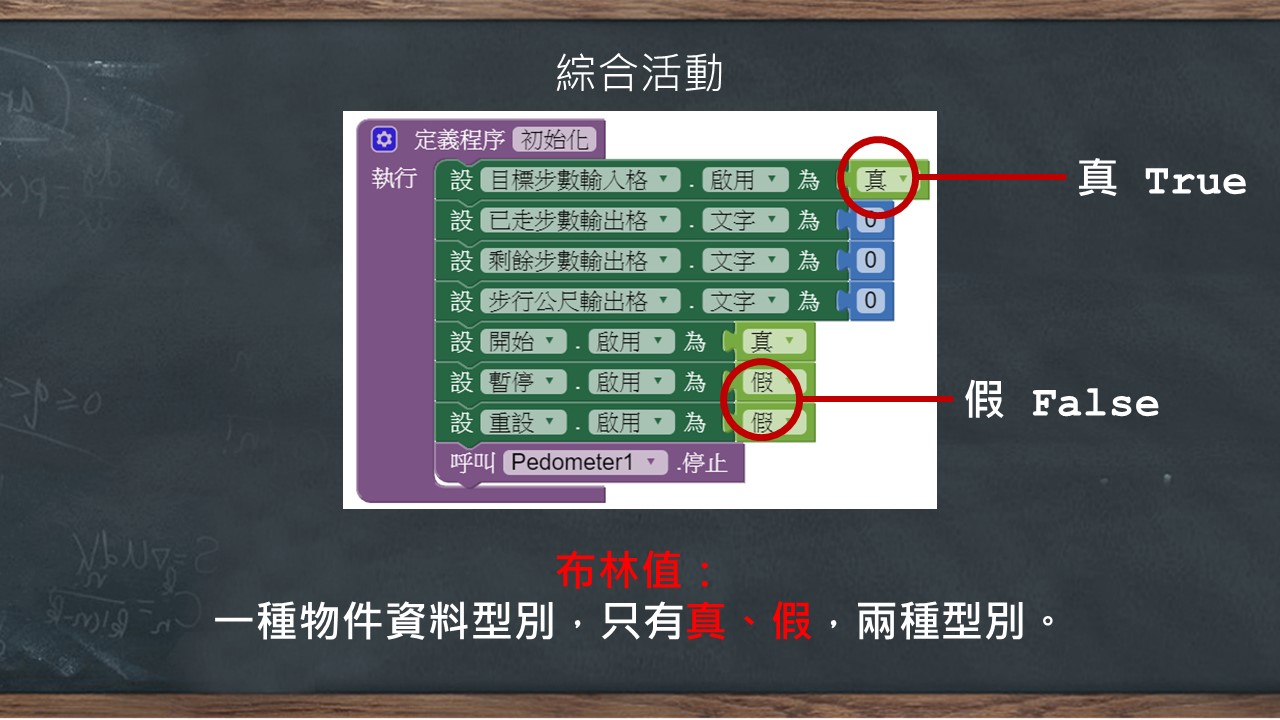 綜合活動
定義程序 初始化
執行 設 目標步數輸入格 . 啟用 為 真
真 True
設 已走步數輸出格 . 文字 為 0
設 剩餘步數輸出格 . 文字 為 0
設 步行公尺輸出格 . 文字 為 0
設 開始 . 啟用 為 真
設 暫停 . 啟用 為 假
假 False
設 重設 . 啟用 為 假
呼叫 Pedometer1 .停止
布林值：
一種物件資料型別，只有真、假，兩種型別。